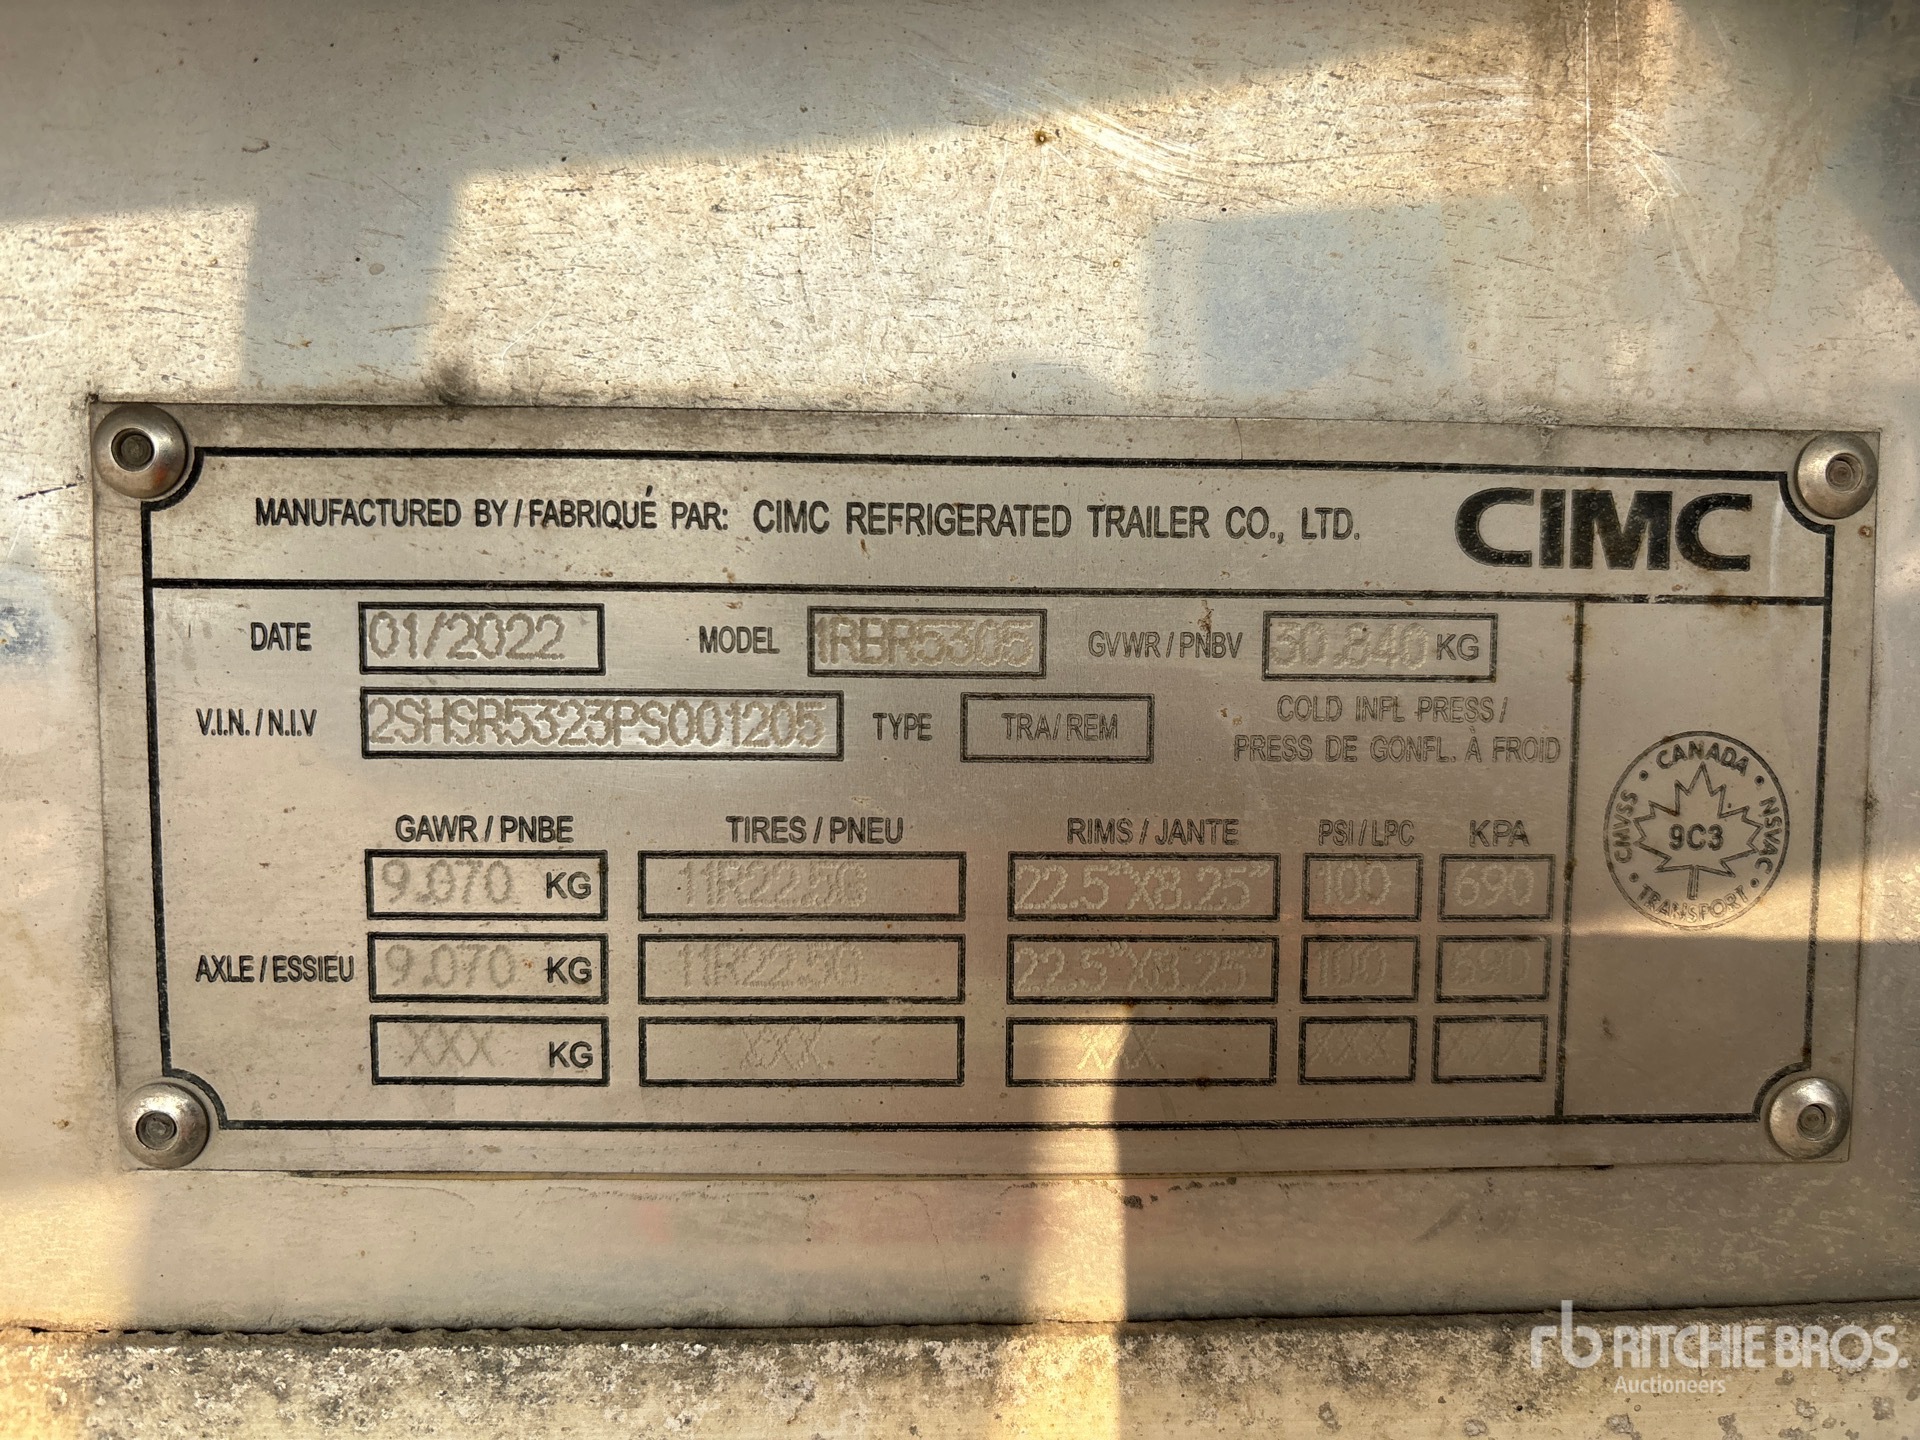 MANUFACTURED BY / FABRIQUÉ PAR: CIMC REFRIGERATED TRAILER CO., LTD. CIMC
DATE 01/2022 MODEL 1RBR5305 GVWR / PNBV 30.840 KG
V.I.N. / N.I.V 2SHSR5323PS001205 TYPE TRA/REM COLD INFL PRESS /
PRESS DE GONFL. À FROID
GAWR / PNBE TIRES / PNEU RIMS / JANTE PSI / LPC KPA
9.070 KG 11R22.5G 22.5"X8.25" 100 690
AXLE / ESSIEU 9.070 KG 11R22.5G 22.5"X8.25" 100 690
XXX KG XXX XXX XXX XXX
CANADA
CMVSS 9C3 NSVAC
TRANSPORT
rb RITCHIE BROS.
Auctioneers